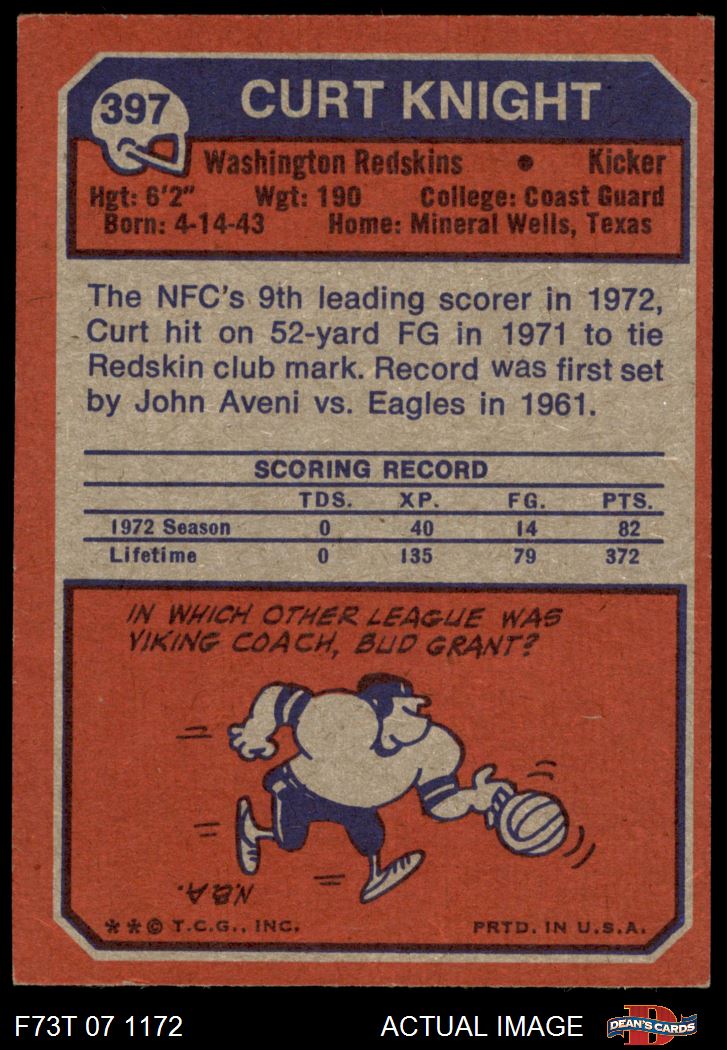 397
CURT KNIGHT
Washington Redskins • Kicker
Hgt: 6'2" Wgt: 190 College: Coast Guard
Born: 4-14-43 Home: Mineral Wells, Texas
The NFC's 9th leading scorer in 1972,
Curt hit on 52-yard FG in 1971 to tie
Redskin club mark. Record was first set
by John Aveni vs. Eagles in 1961.
SCORING RECORD
TDS. XP. FG. PTS.
1972 Season 0 40 14 82
Lifetime 0 135 79 372
IN WHICH OTHER LEAGUE WAS
VIKING COACH, BUD GRANT?
N.B.A.
**© T.C.G., INC. PRTD. IN U.S.A.
F73T 07 1172 ACTUAL IMAGE D DEAN'S CARDS